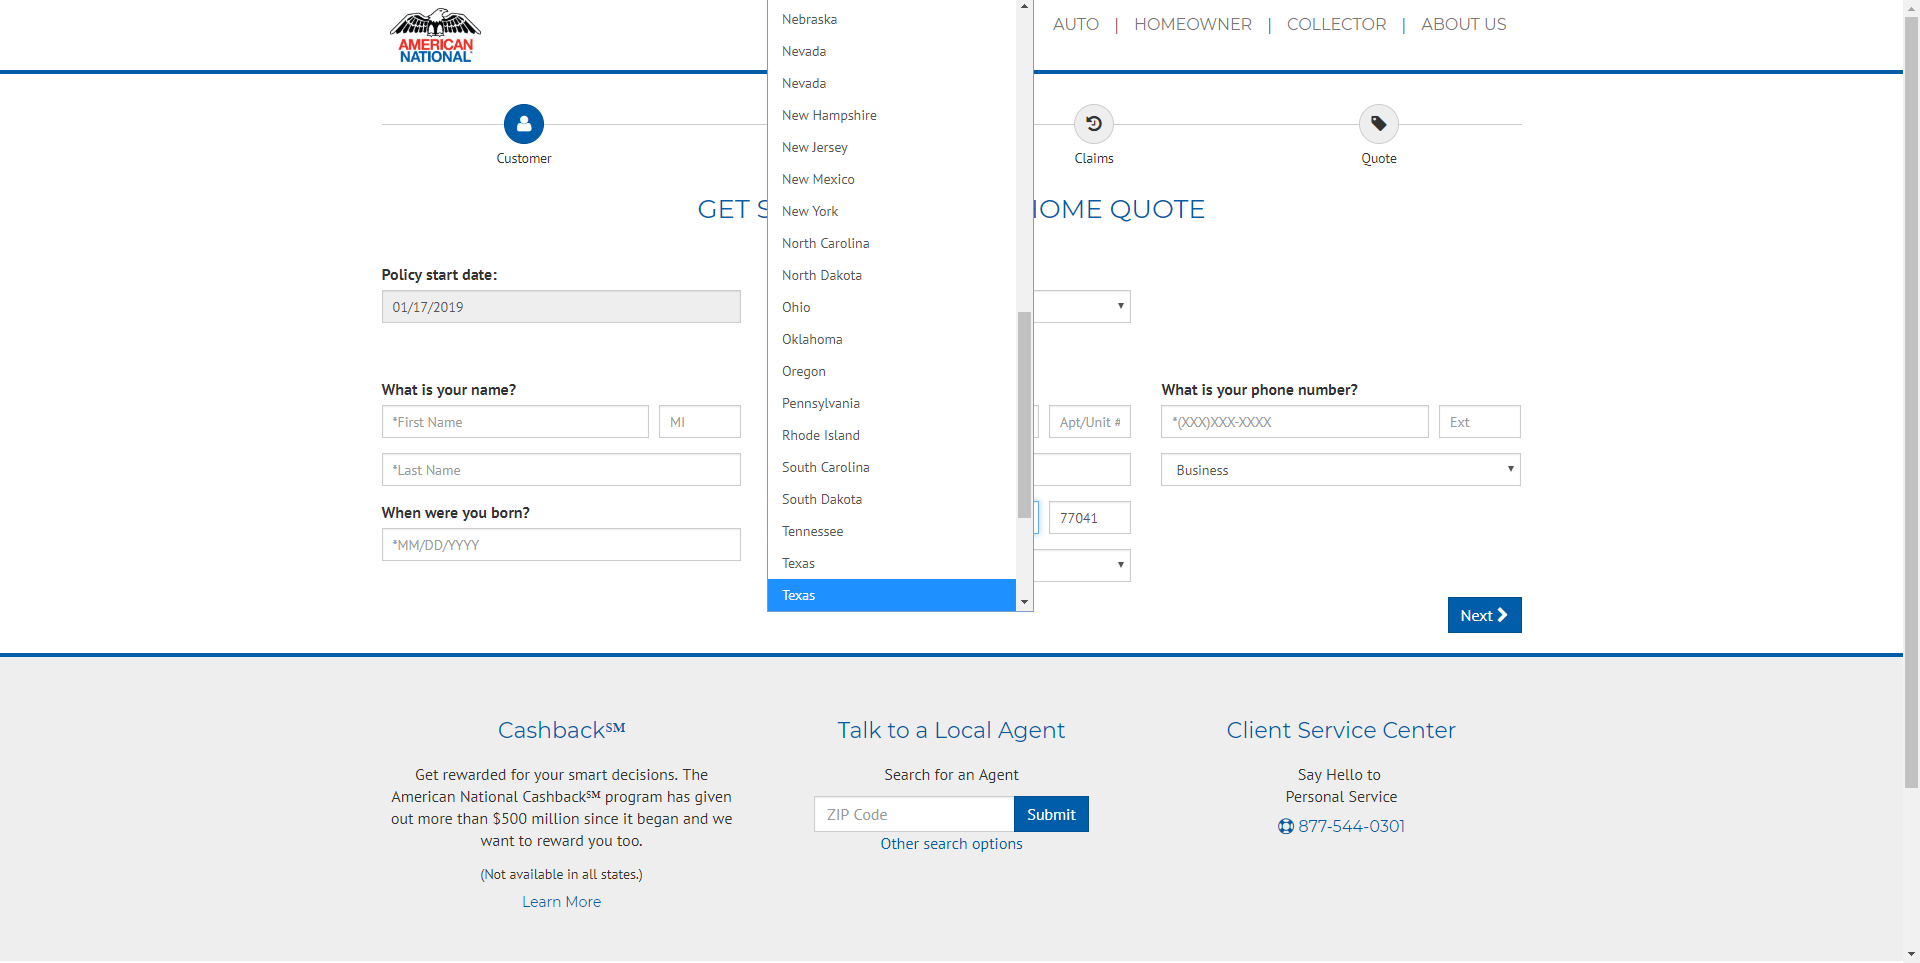 AMERICAN
NATIONAL
AUTO | HOMEOWNER | COLLECTOR | ABOUT US
Nebraska
Nevada
Nevada
New Hampshire
New Jersey
New Mexico
New York
North Carolina
North Dakota
Ohio
Oklahoma
Oregon
Pennsylvania
Rhode Island
South Carolina
South Dakota
Tennessee
Texas
Texas
Customer
Claims
Quote
GET
HOME QUOTE
Policy start date:
01/17/2019
What is your name?
*First Name
MI
*Last Name
When were you born?
*MM/DD/YYYY
Apt/Unit #
77041
What is your phone number?
*(XXX)XXX-XXXX
Ext
Business
Next
Cashback℠
Get rewarded for your smart decisions. The
American National Cashback℠ program has given
out more than $500 million since it began and we
want to reward you too.
(Not available in all states.)
Learn More
Talk to a Local Agent
Search for an Agent
ZIP Code
Submit
Other search options
Client Service Center
Say Hello to
Personal Service
877-544-0301